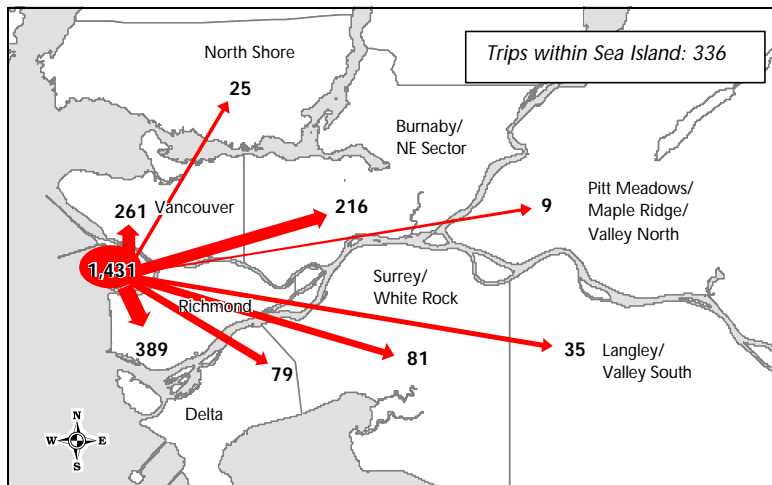 Trips within Sea Island: 336
North Shore
25
Burnaby/
NE Sector
Pitt Meadows/
Maple Ridge/
Valley North
9
216
Vancouver
261
1,431
Surrey/
White Rock
Richmond
389
79
81
35
Langley/
Valley South
Delta
N
W
E
S